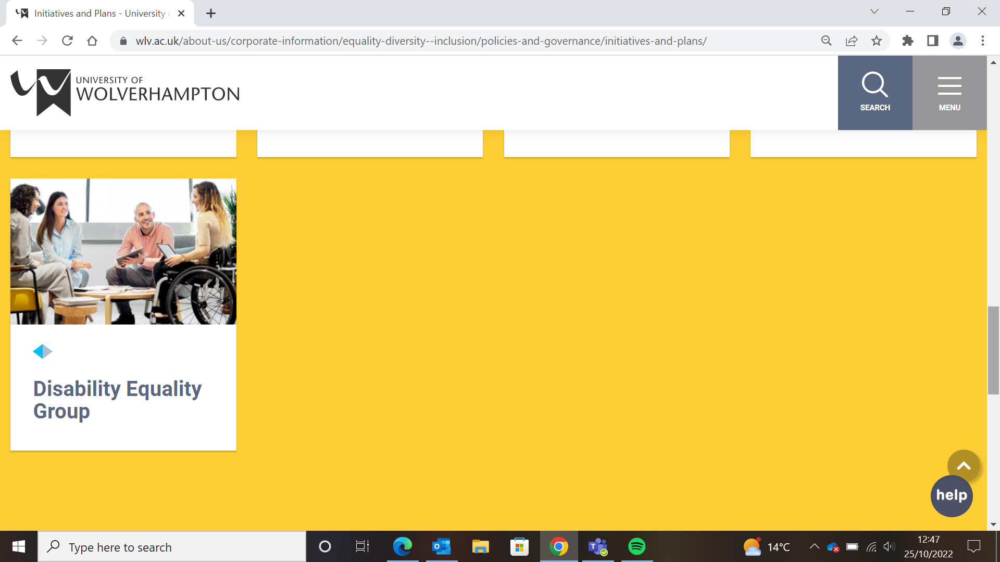 Initiatives and Plans - University
wlv.ac.uk/about-us/corporate-information/equality-diversity--inclusion/policies-and-governance/initiatives-and-plans/
UNIVERSITY OF
WOLVERHAMPTON
SEARCH
MENU
Disability Equality
Group
help
Type here to search
14°C
12:47
25/10/2022